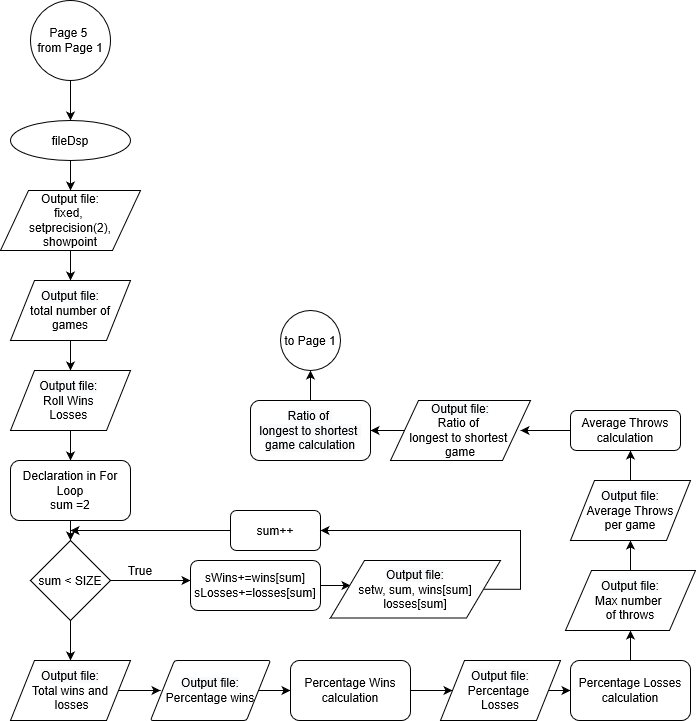 Page 5
from Page 1
fileDsp
Output file:
fixed,
setprecision(2),
showpoint
Output file:
total number of
games
Output file:
Roll Wins
Losses
Declaration in For
Loop
sum =2
sum < SIZE
True
sWins+=wins[sum]
sLosses+=losses[sum]
Output file:
setw, sum, wins[sum]
losses[sum]
sum++
Output file:
Total wins and
losses
Output file:
Percentage wins
Percentage Wins
calculation
Output file:
Percentage
Losses
Percentage Losses
calculation
Output file:
Max number
of throws
Output file:
Average Throws
per game
Average Throws
calculation
Output file:
Ratio of
longest to shortest
game
Ratio of
longest to shortest
game calculation
to Page 1